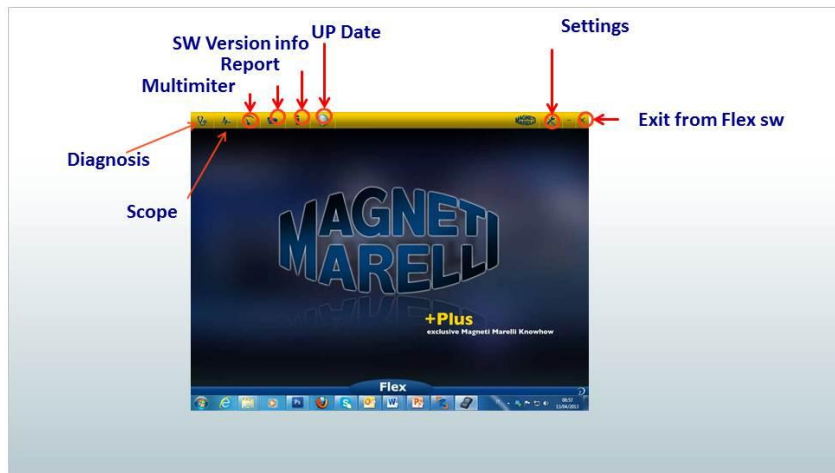 UP Date
Settings
SW Version info
Report
Multimiter
Exit from Flex sw
Diagnosis
Scope
MAGNETI
MARELLI
+Plus
exclusive Magneti Marelli Knowhow
Flex